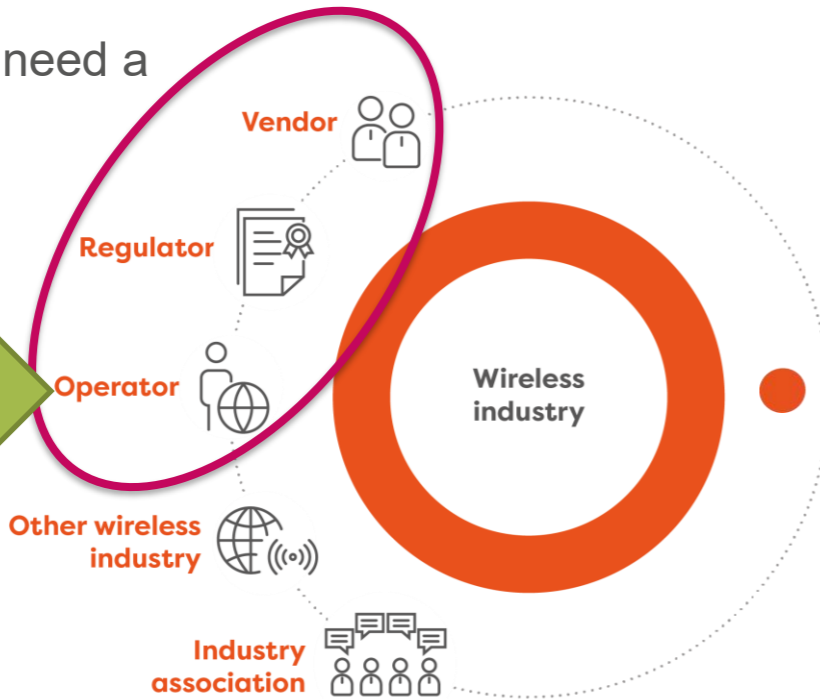 need a
Vendor
Regulator
Operator
Wireless
industry
Other wireless
industry
Industry
association